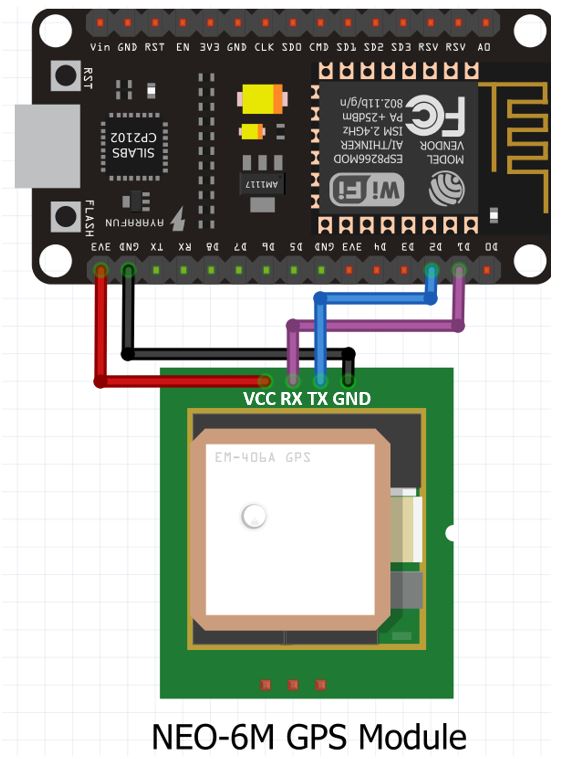 Vin GND RST EN 3V3 GND CLK SD0 CMD SD1 SD2 SD3 RSV RSV A0
RST
SILABS
CP2102
AM1117
MODEL
VENDOR
ESP8266MOD
AI/THINKER
ISM 2.4GHz
PA +25dBm
802.11b/g/n
FC
Wi Fi
FLASH
AYARAFUN
3V3 GND TX RX D8 D7 D6 D5 GND 3V3 D4 D3 D2 D1 D0
VCC RX TX GND
EM-406A GPS
NEO-6M GPS Module